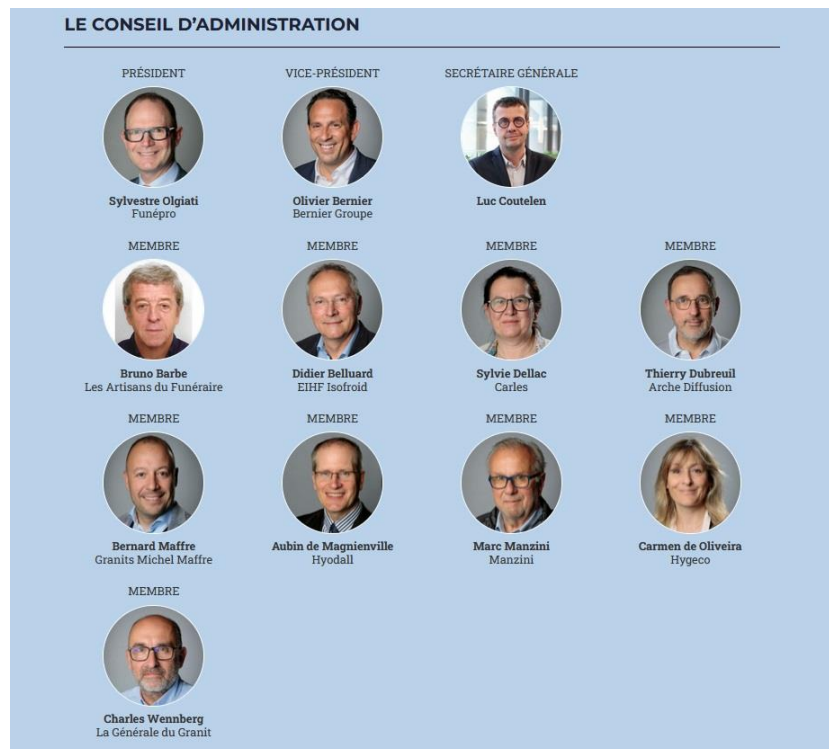 LE CONSEIL D’ADMINISTRATION
PRÉSIDENT
Sylvestre Olgiati
Funépro
VICE-PRÉSIDENT
Olivier Bernier
Bernier Groupe
SECRÉTAIRE GÉNÉRALE
Luc Coutelen
MEMBRE
Bruno Barbe
Les Artisans du Funéraire
MEMBRE
Didier Belluard
EIHF Isofroid
MEMBRE
Sylvie Dellac
Carles
MEMBRE
Thierry Dubreuil
Arche Diffusion
MEMBRE
Bernard Maffre
Granits Michel Maffre
MEMBRE
Aubin de Magnienville
Hyodall
MEMBRE
Marc Manzini
Manzini
MEMBRE
Carmen de Oliveira
Hygeco
MEMBRE
Charles Wennberg
La Générale du Granit